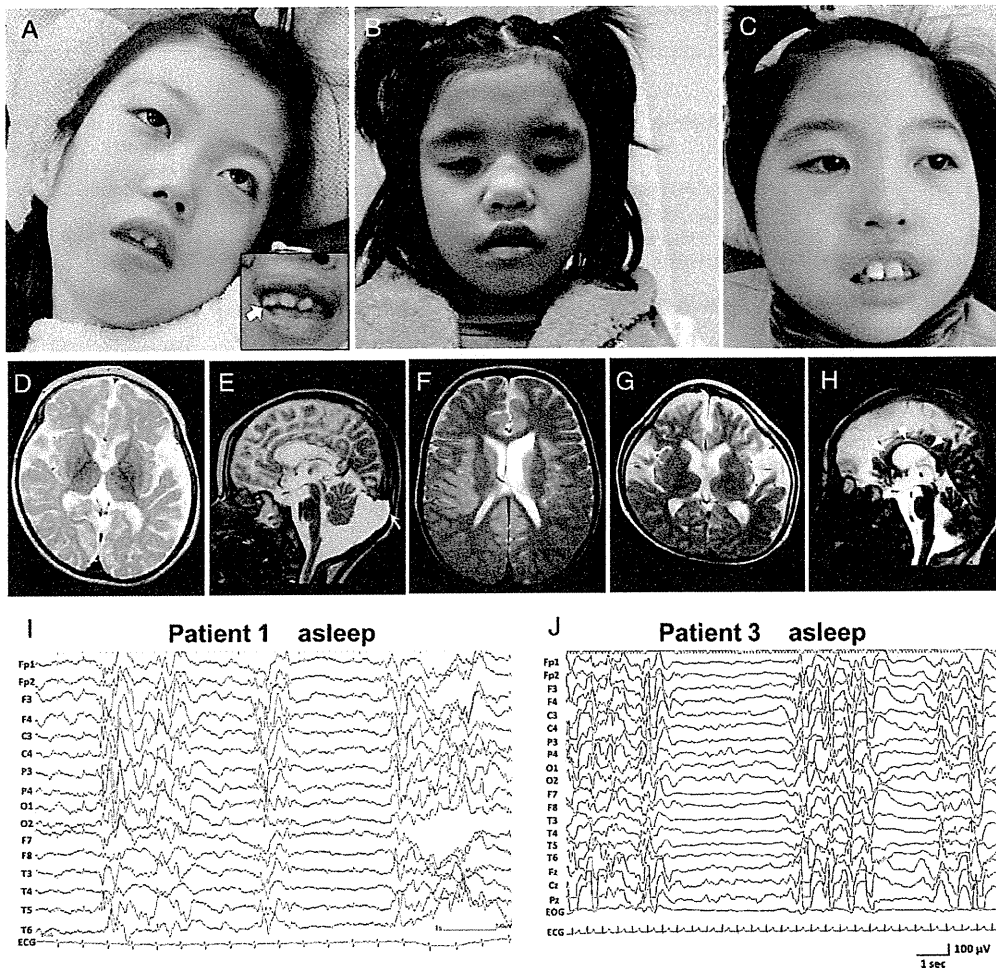 A
B
C
D
E
F
G
H
I
Patient 1 asleep
Fp1
Fp2
F3
F4
C3
C4
P3
P4
O1
O2
F7
F8
T3
T4
T5
T6
ECG
J
Patient 3 asleep
Fp1
Fp2
F3
F4
C3
C4
P3
P4
O1
O2
F7
F8
T3
T4
T5
T6
Fz
Cz
Pz
EOG
ECG
100 µV
1 sec